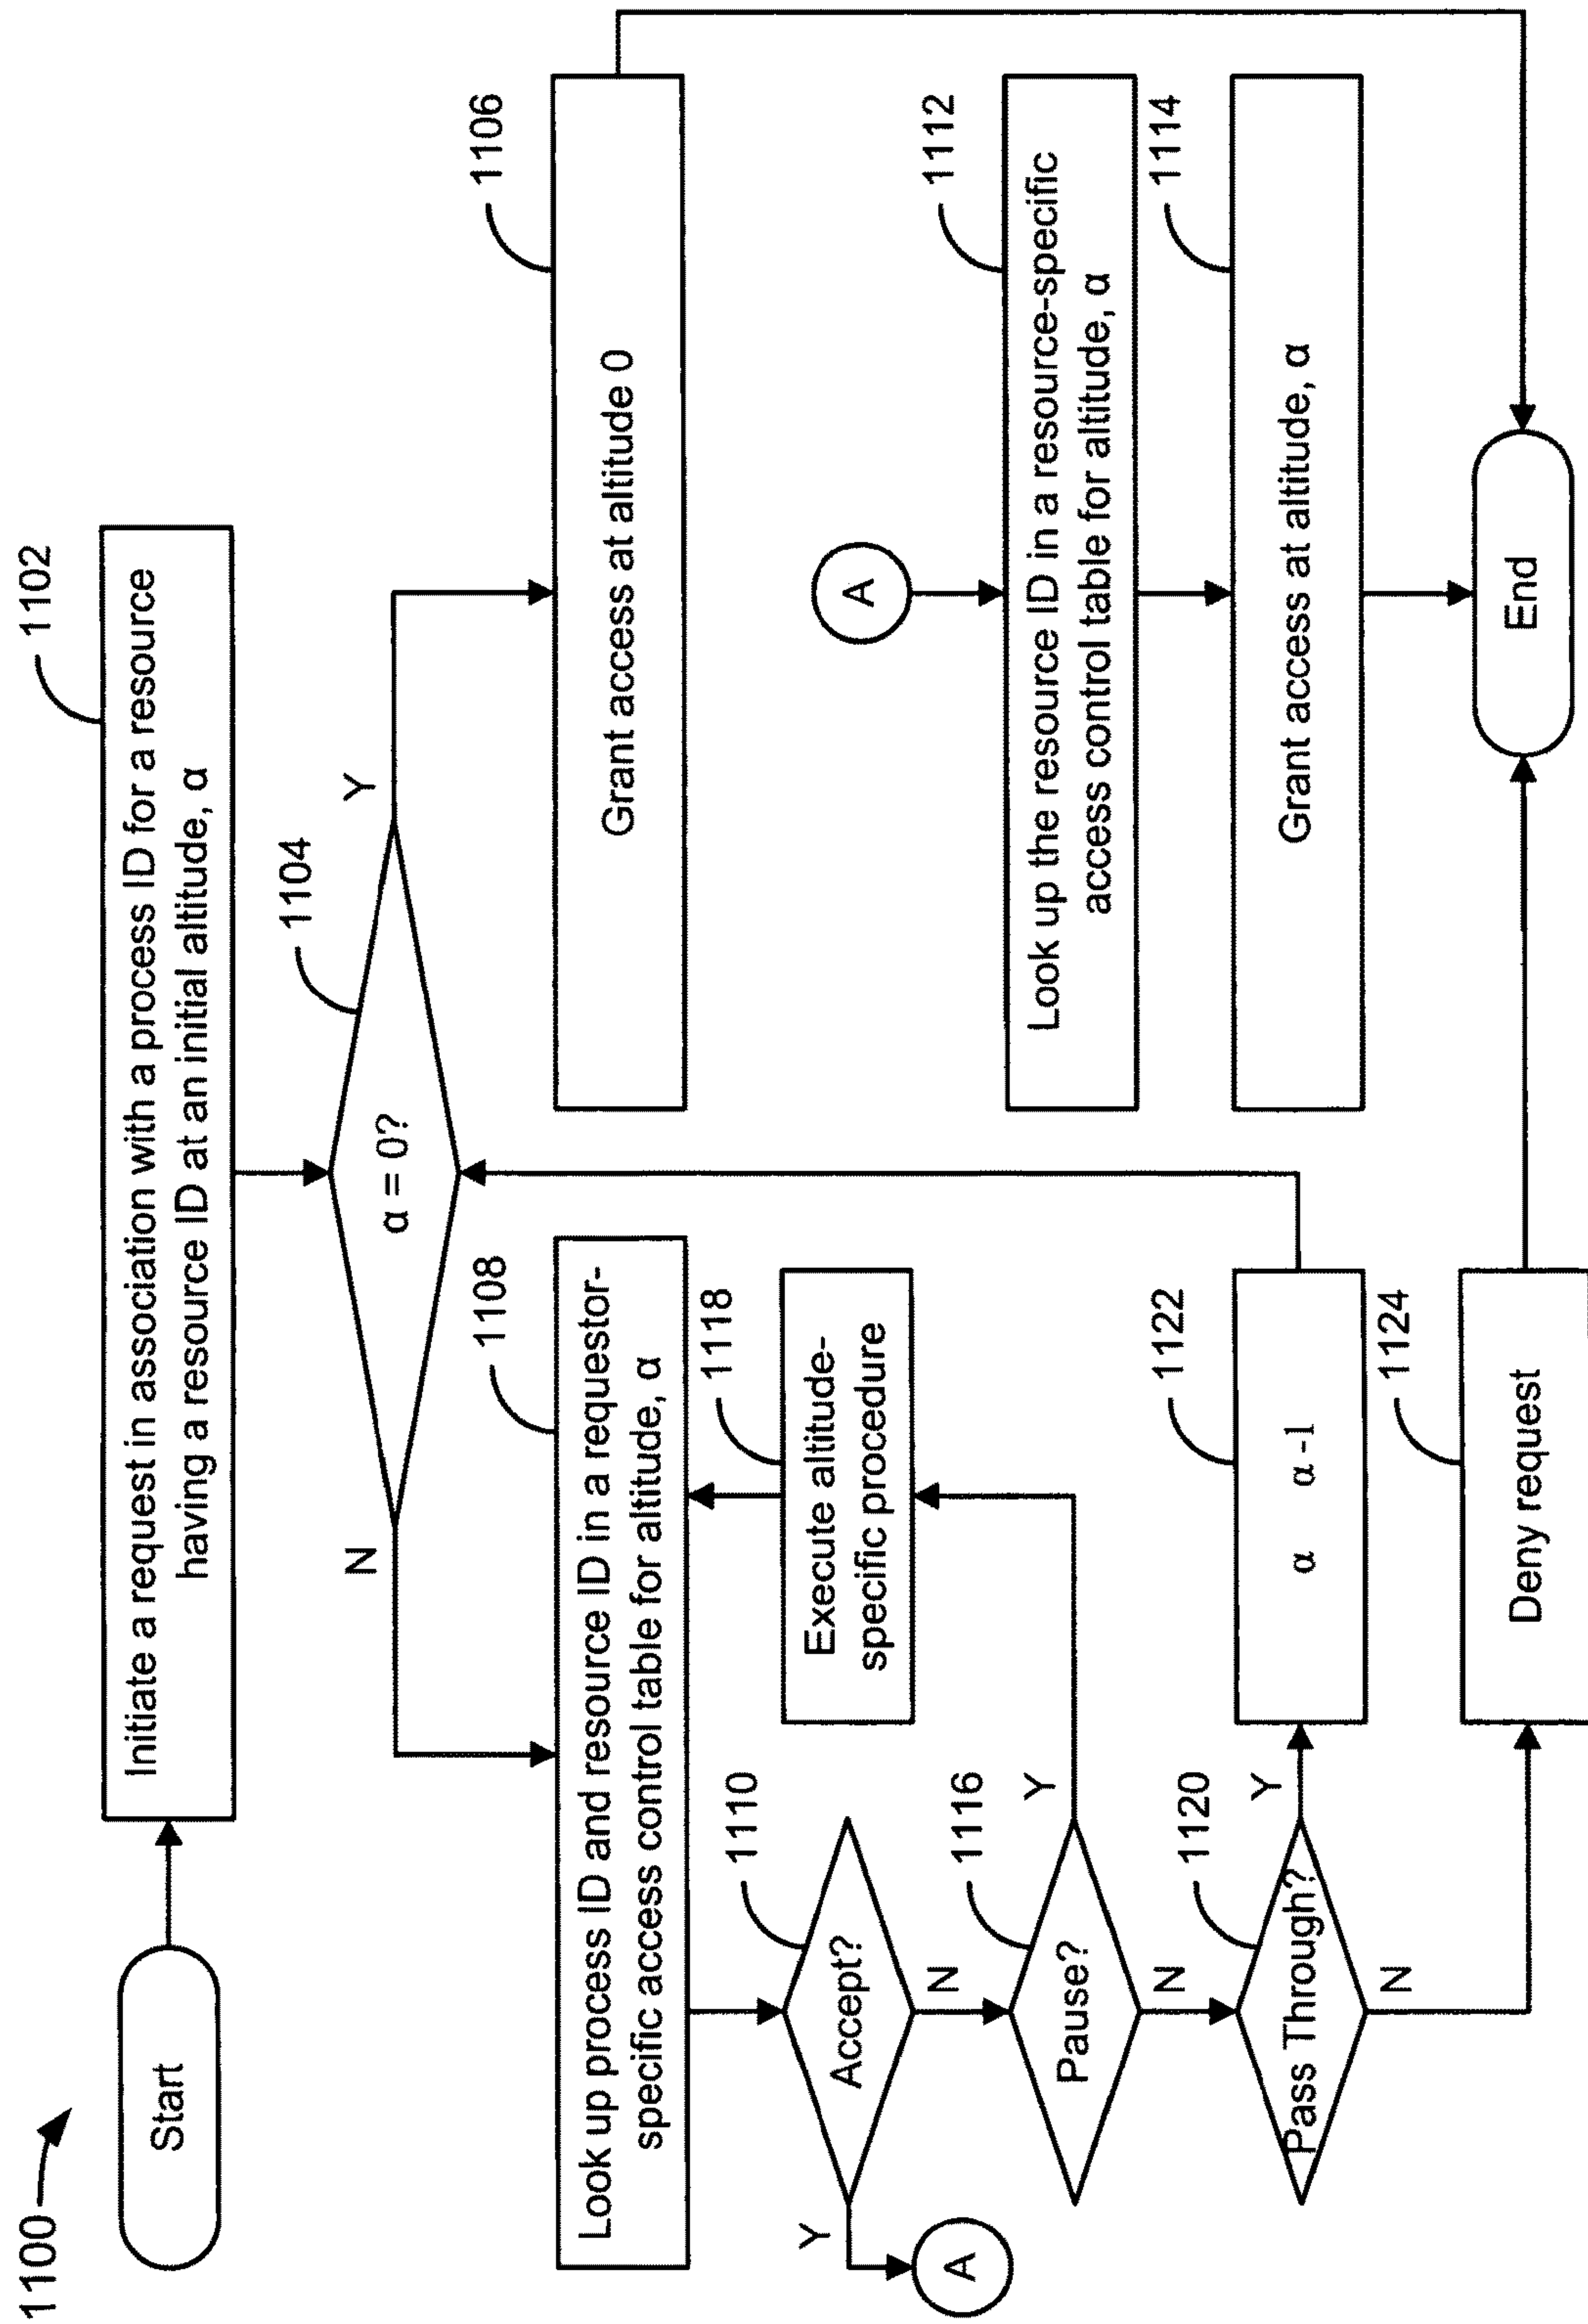 1100
Start
1102
Initiate a request in association with a process ID for a resource
having a resource ID at an initial altitude, α
1104
α = 0?
N
Y
1106
Grant access at altitude 0
1108
Look up process ID and resource ID in a requestor-
specific access control table for altitude, α
1110
Accept?
Y
N
A
1118
Execute altitude-
specific procedure
1116
Pause?
Y
N
1120
Pass Through?
Y
N
1122
α α -1
1124
Deny request
A
1112
Look up the resource ID in a resource-specific
access control table for altitude, α
1114
Grant access at altitude, α
End